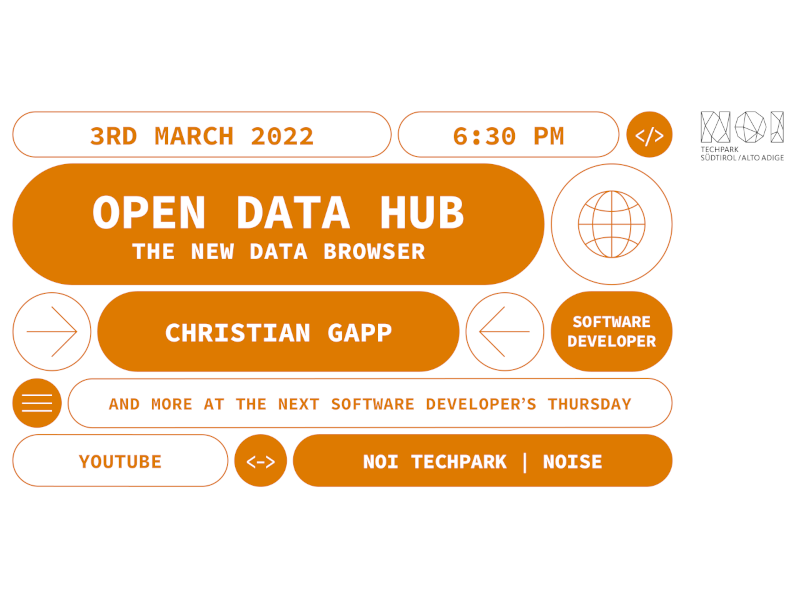 3RD MARCH 2022
6:30 PM
</>
NOI
TECHPARK
SÜDTIROL / ALTO ADIGE
OPEN DATA HUB
THE NEW DATA BROWSER
CHRISTIAN GAPP
SOFTWARE
DEVELOPER
AND MORE AT THE NEXT SOFTWARE DEVELOPER’S THURSDAY
YOUTUBE
<->
NOI TECHPARK | NOISE